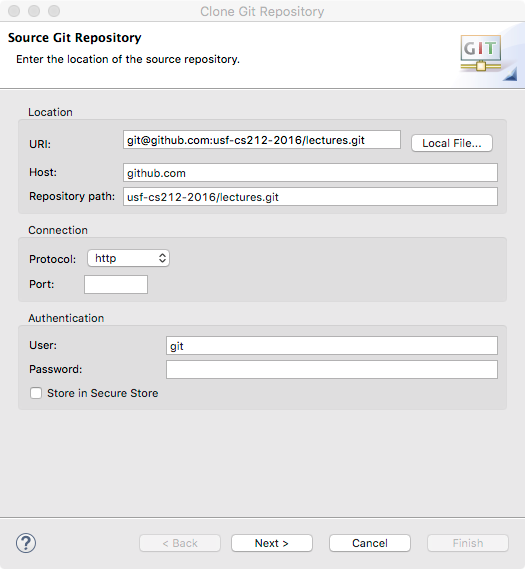 Clone Git Repository
Source Git Repository
Enter the location of the source repository.
GIT
Location
URI: git@github.com:usf-cs212-2016/lectures.git Local File...
Host: github.com
Repository path: usf-cs212-2016/lectures.git
Connection
Protocol: http
Port:
Authentication
User: git
Password:
Store in Secure Store
? < Back Next > Cancel Finish